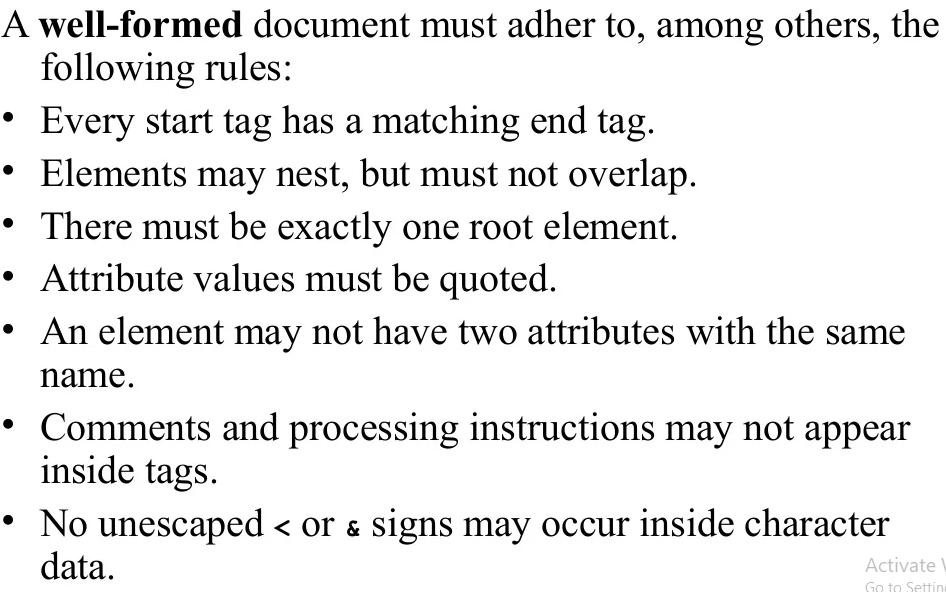 A well-formed document must adher to, among others, the
following rules:
• Every start tag has a matching end tag.
• Elements may nest, but must not overlap.
• There must be exactly one root element.
• Attribute values must be quoted.
• An element may not have two attributes with the same
name.
• Comments and processing instructions may not appear
inside tags.
• No unescaped < or & signs may occur inside character
data.
Activate
Go to